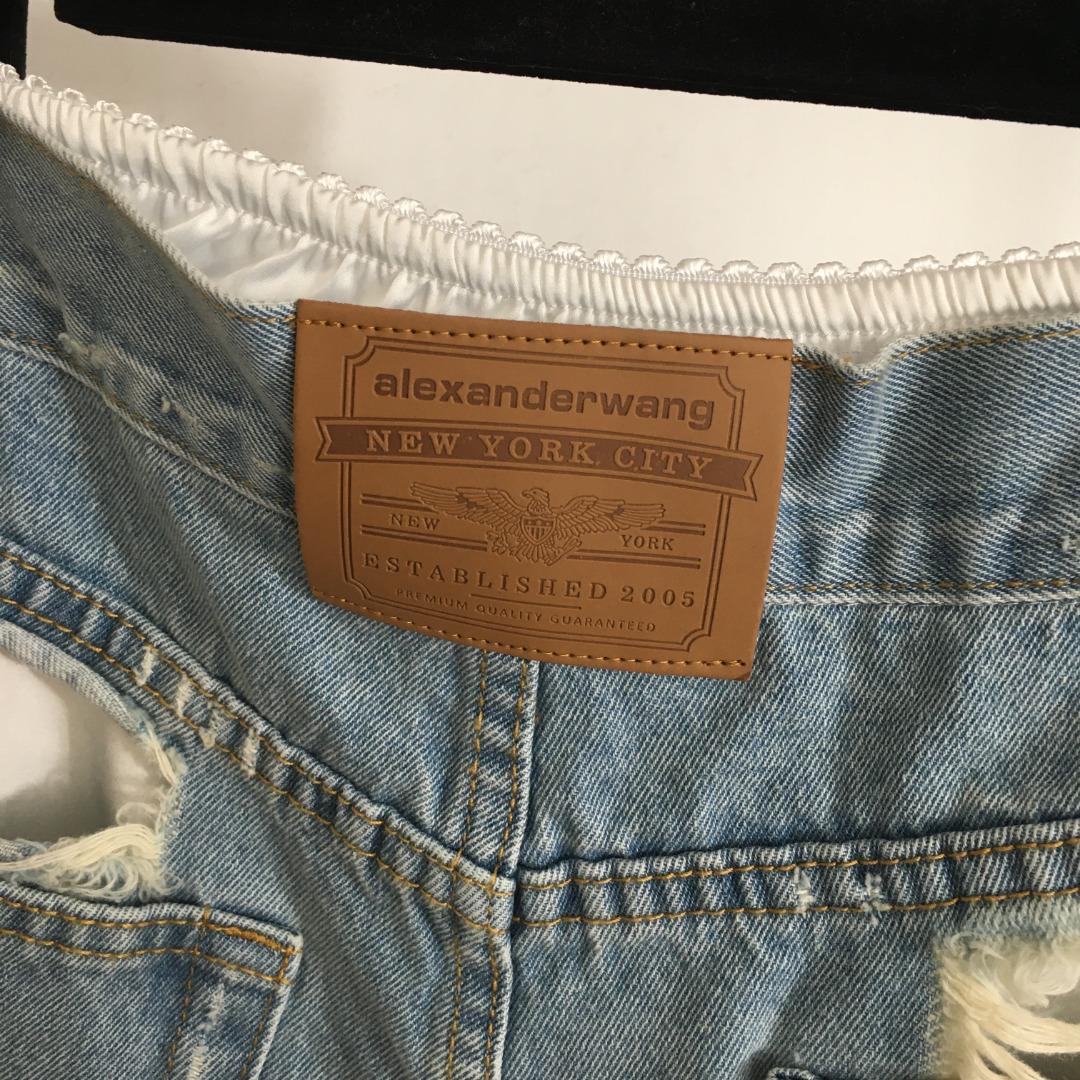 alexanderwang
NEW YORK CITY
NEW YORK
ESTABLISHED 2005
PREMIUM QUALITY GUARANTEED